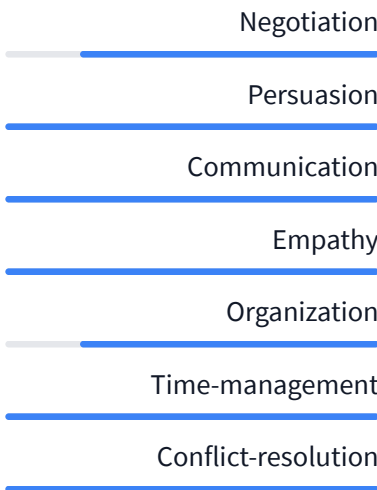 Negotiation
Persuasion
Communication
Empathy
Organization
Time-management
Conflict-resolution